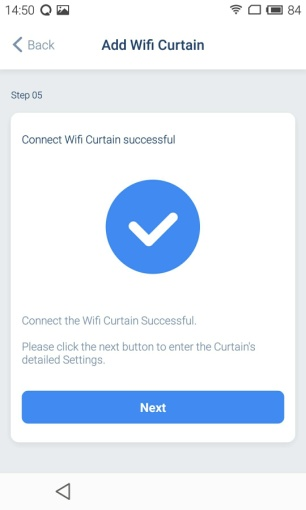 14:50 84
Back Add Wifi Curtain
Step 05
Connect Wifi Curtain successful
Connect the Wifi Curtain Successful.
Please click the next button to enter the Curtain's
detailed Settings.
Next